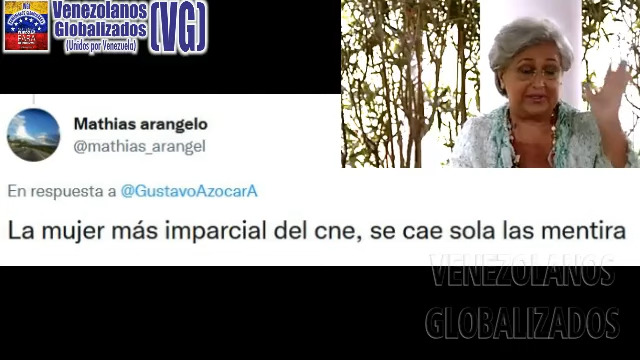 Venezolanos
Globalizados
(Unidos por Venezuela)
(VG)
Mathias arangelo
@mathias_arangel
En respuesta a @GustavoAzocarA
La mujer más imparcial del cne, se cae sola las mentira
VENEZOLANOS
GLOBALIZADOS